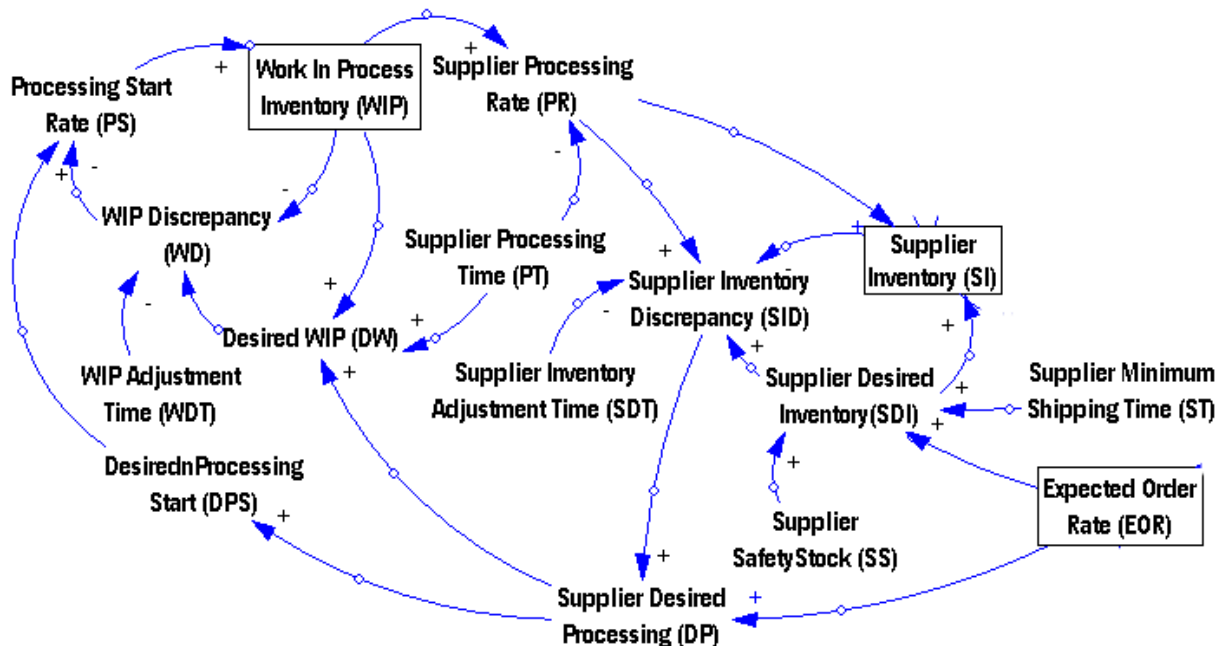 Work In Process
Inventory (WIP)
Supplier Processing
Rate (PR)
Processing Start
Rate (PS)
WIP Discrepancy
(WD)
Supplier Processing
Time (PT)
Supplier Inventory
Discrepancy (SID)
Supplier
Inventory (SI)
Desired WIP (DW)
WIP Adjustment
Time (WDT)
Supplier Inventory
Adjustment Time (SDT)
Supplier Desired
Inventory(SDI)
Supplier Minimum
Shipping Time (ST)
DesirednProcessing
Start (DPS)
Supplier
SafetyStock (SS)
Expected Order
Rate (EOR)
Supplier Desired
Processing (DP)
+
+
-
+
-
-
-
+
+
+
+
-
-
+
+
+
+
+
+
+
+
+